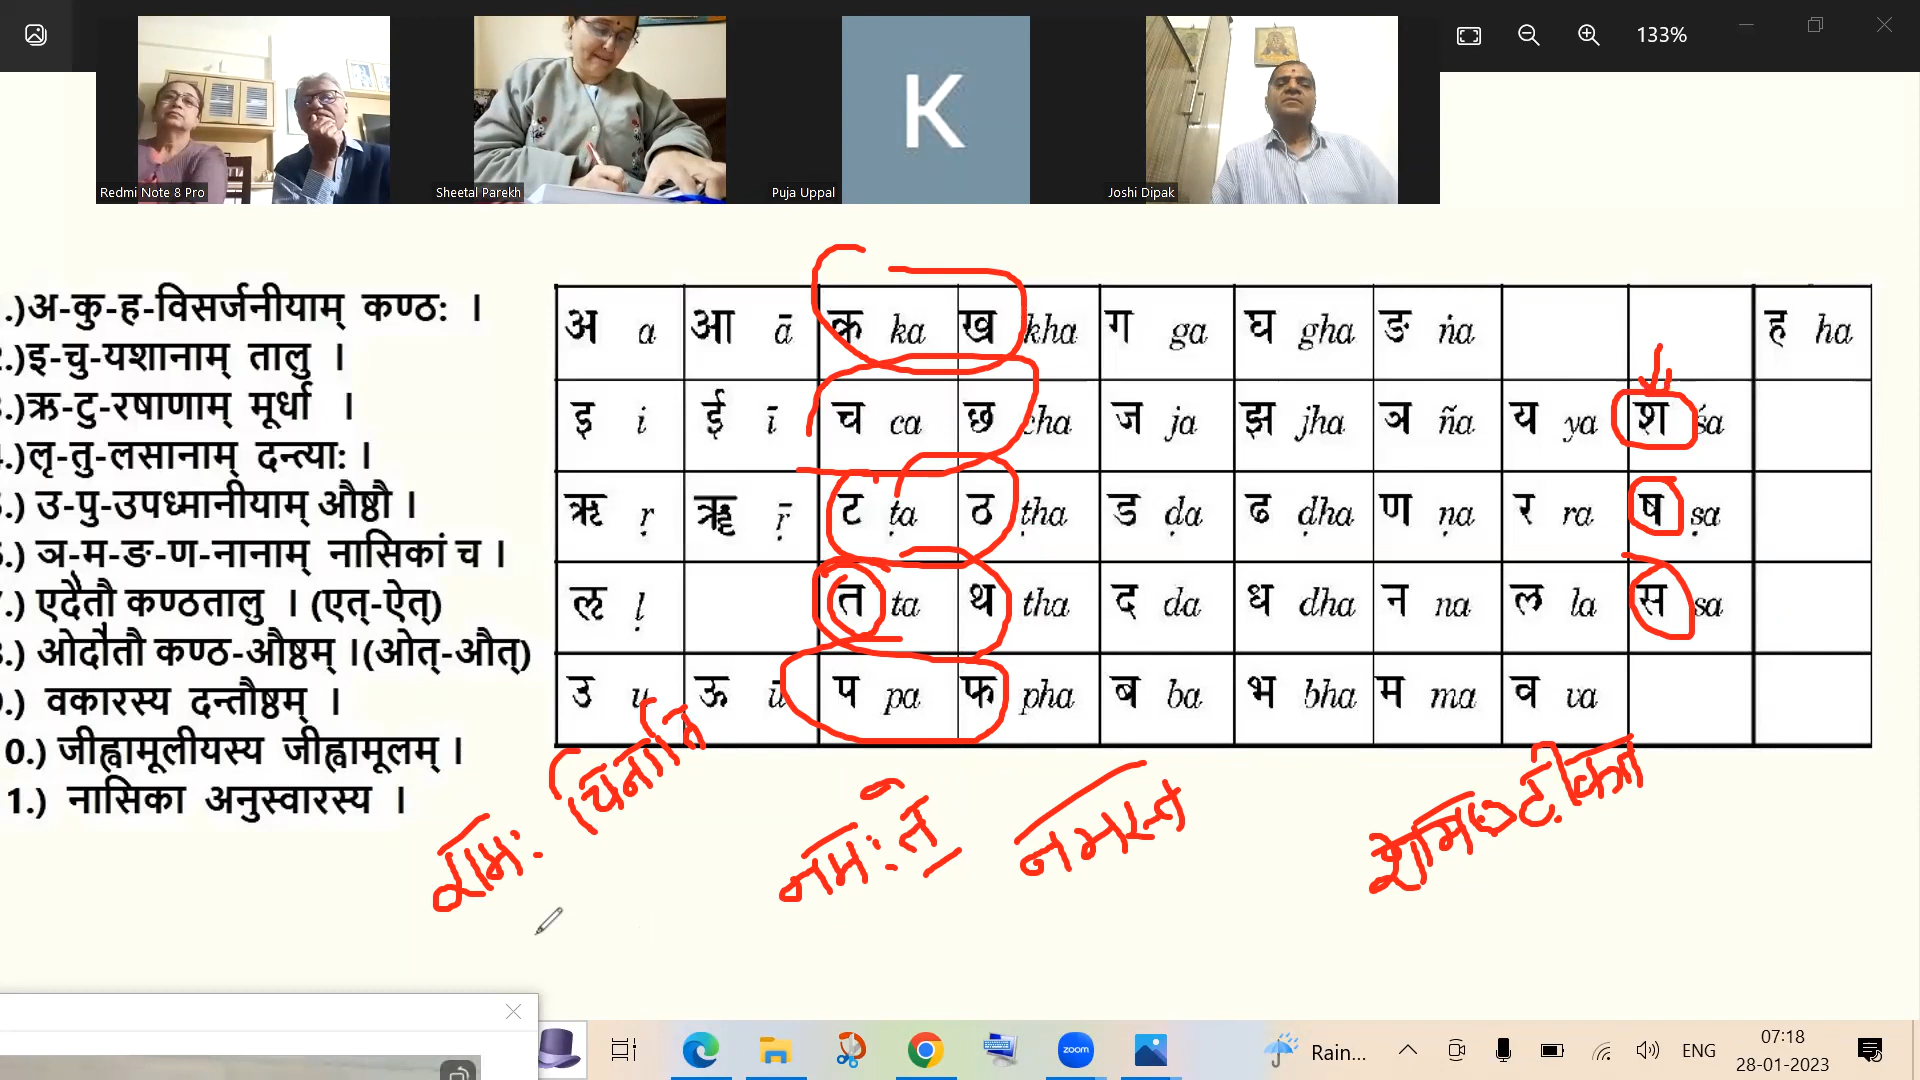 133%
Redmi Note 8 Pro
Sheetal Parekh
Puja Uppal
K
Joshi Dipak
.)अ-कु-ह-विसर्जनीयाम् कण्ठः ।
.)इ-चु-यशानाम् तालु ।
.)ऋ-टु-रषाणाम् मूर्धा ।
.)लृ-तु-लसानाम् दन्त्याः ।
.) उ-पु-उपध्मानीयाम् औष्ठौ ।
.) ञ-म-ङ-ण-नानाम् नासिकां च ।
.) एदैतौ कण्ठतालु । (एत्-ऐत्)
.) ओदौतौ कण्ठ-औष्ठम् ।(ओत्-औत्)
.) वकारस्य दन्तौष्ठम् ।
0.) जीह्वामूलीयस्य जीह्वामूलम् ।
1.) नासिका अनुस्वारस्य ।
अ a आ ā क ka ख kha ग ga घ gha ङ ṅa ह ha
इ i ई ī च ca छ cha ज ja झ jha ञ ña य ya श śa
ऋ ṛ ॠ ṝ ट ṭa ठ ṭha ड ḍa ढ ḍha ण ṇa र ra ष ṣa
ऌ ḷ त ta थ tha द da ध dha न na ल la स sa
उ u ऊ ū प pa फ pha ब ba भ bha म ma व va
रामः चिनोति
नमः ते
नमस्ते
zoom
Rain...
ENG
07:18
28-01-2023